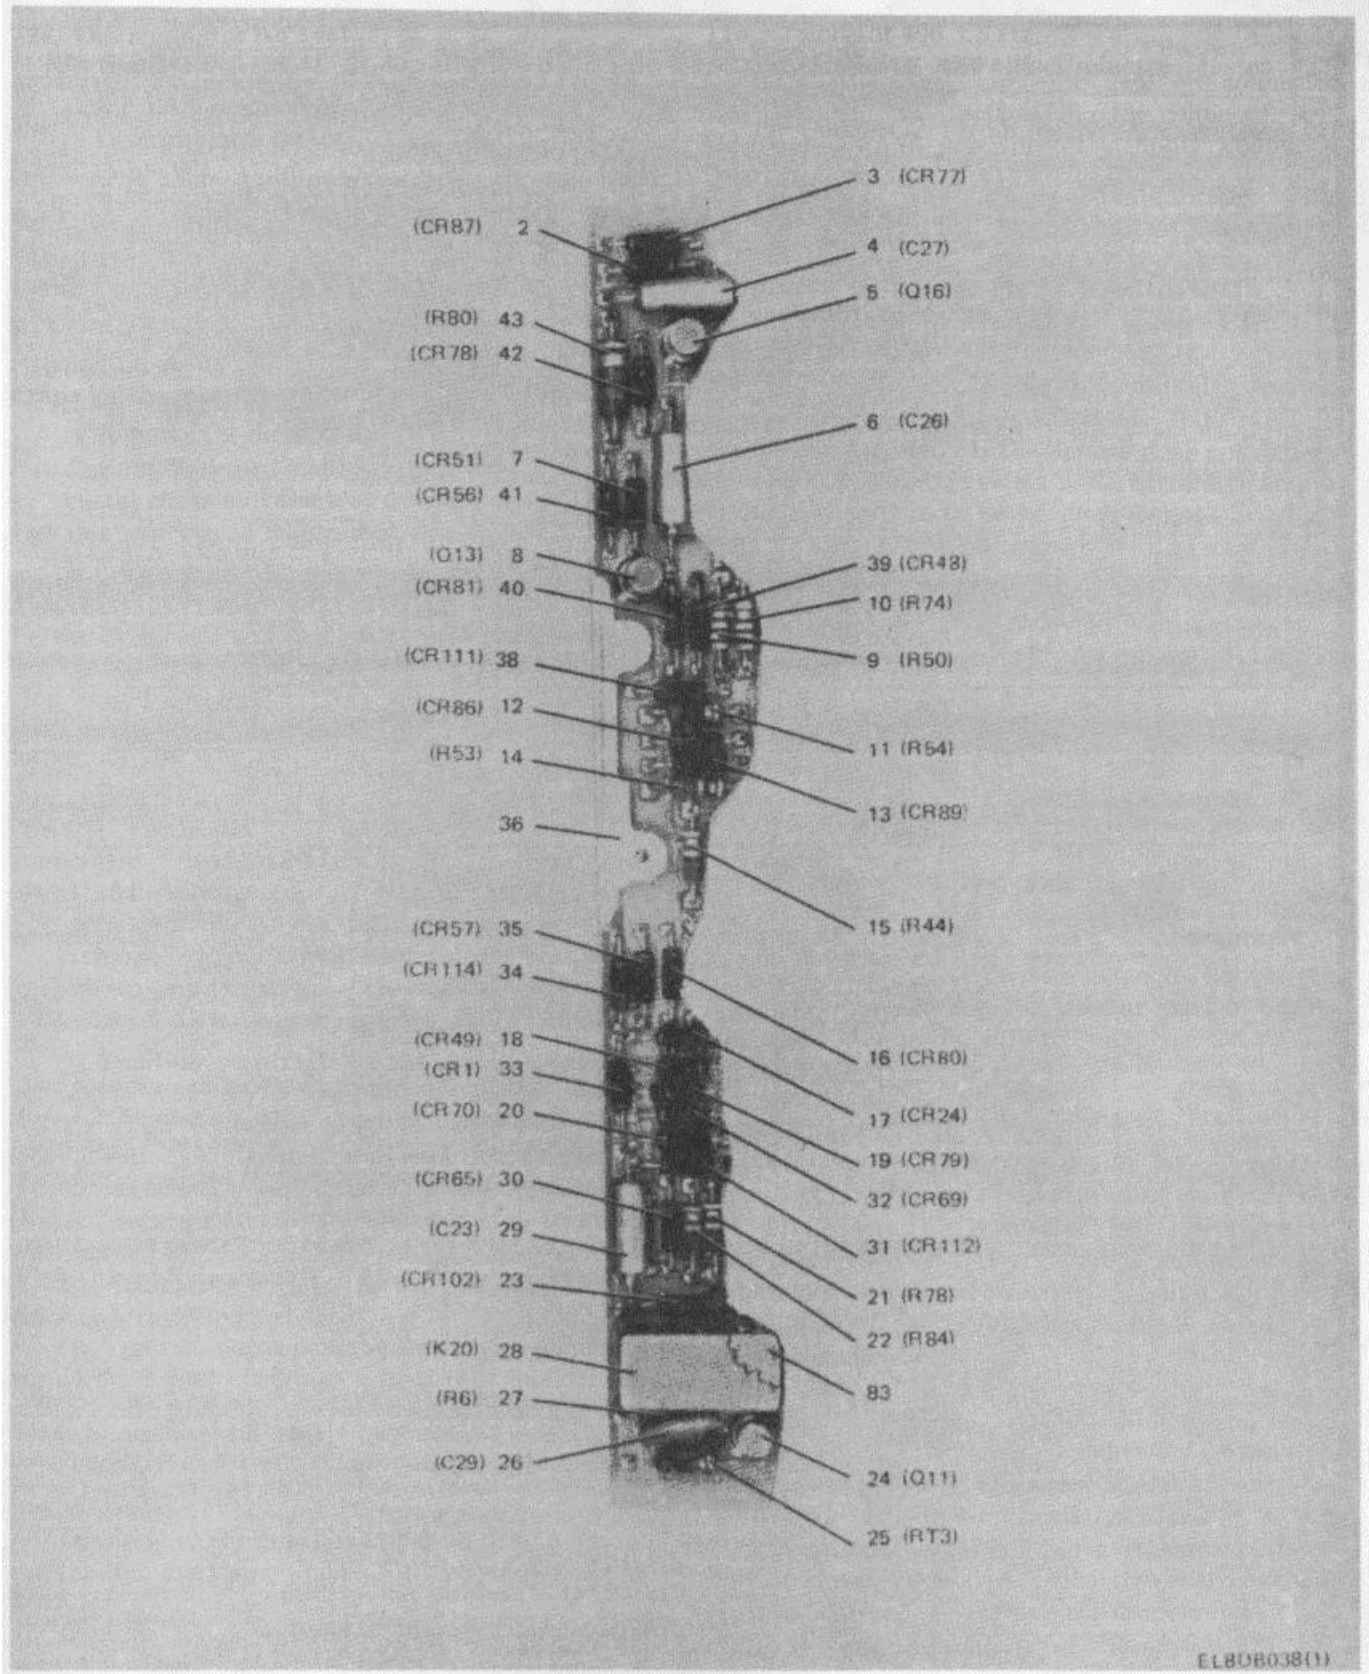 3 (CR77)
(CR87) 2
4 (C27)
5 (Q16)
(R80) 43
(CR78) 42
6 (C26)
(CR51) 7
(CR56) 41
(Q13) 8
39 (CR48)
(CR81) 40
10 (R74)
(CR111) 38
9 (R50)
(CR86) 12
11 (R54)
(R53) 14
13 (CR89)
36
15 (R44)
(CR57) 35
(CR114) 34
(CR49) 18
16 (CR80)
(CR1) 33
(CR70) 20
17 (CR24)
19 (CR79)
(CR65) 30
32 (CR69)
(C23) 29
31 (CR112)
(CR102) 23
21 (R78)
22 (R84)
(K20) 28
83
(R6) 27
(C29) 26
24 (Q11)
25 (RT3)